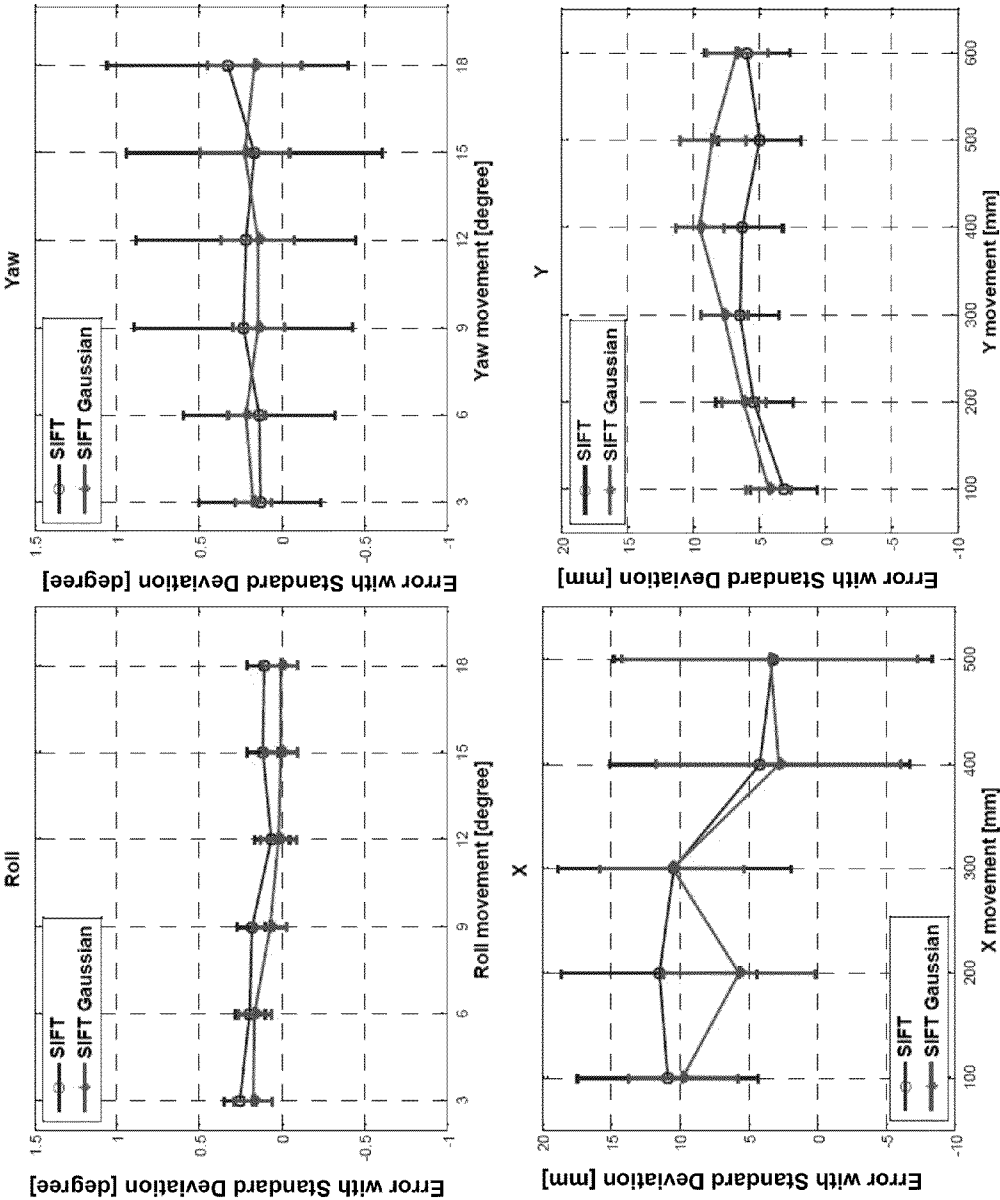 Roll
SIFT
SIFT Gaussian
1.5
1
0.5
0
-0.5
-1
3
6
9
12
15
18
Roll movement [degree]
Error with Standard Deviation [degree]
Yaw
SIFT
SIFT Gaussian
1.5
1
0.5
0
-0.5
-1
3
6
9
12
15
18
Yaw movement [degree]
Error with Standard Deviation [degree]
X
SIFT
SIFT Gaussian
20
15
10
5
0
-5
-10
100
200
300
400
500
X movement [mm]
Error with Standard Deviation [mm]
Y
SIFT
SIFT Gaussian
20
15
10
5
0
-5
-10
100
200
300
400
500
600
Y movement [mm]
Error with Standard Deviation [mm]